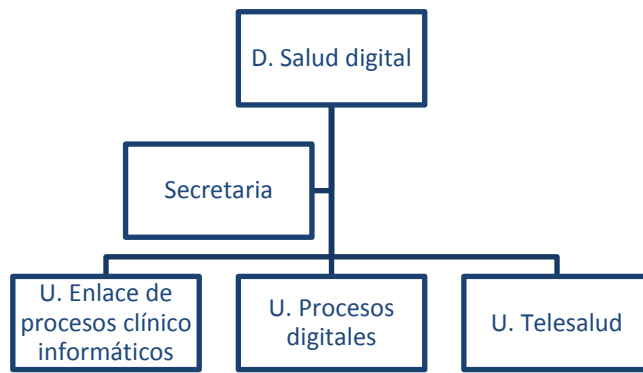 D. Salud digital
Secretaria
U. Enlace de
procesos clínico
informáticos
U. Procesos
digitales
U. Telesalud